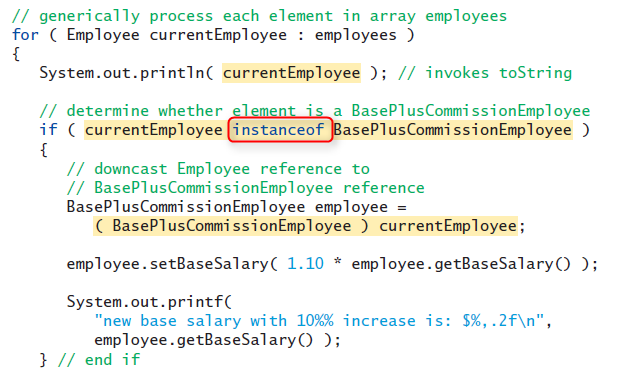 // generically process each element in array employees
for ( Employee currentEmployee : employees )
{
System.out.println( currentEmployee ); // invokes toString
// determine whether element is a BasePlusCommissionEmployee
if ( currentEmployee instanceof BasePlusCommissionEmployee )
{
// downcast Employee reference to
// BasePlusCommissionEmployee reference
BasePlusCommissionEmployee employee =
( BasePlusCommissionEmployee ) currentEmployee;
employee.setBaseSalary( 1.10 * employee.getBaseSalary() );
System.out.printf(
"new base salary with 10%% increase is: $%,.2f\n",
employee.getBaseSalary() );
} // end if